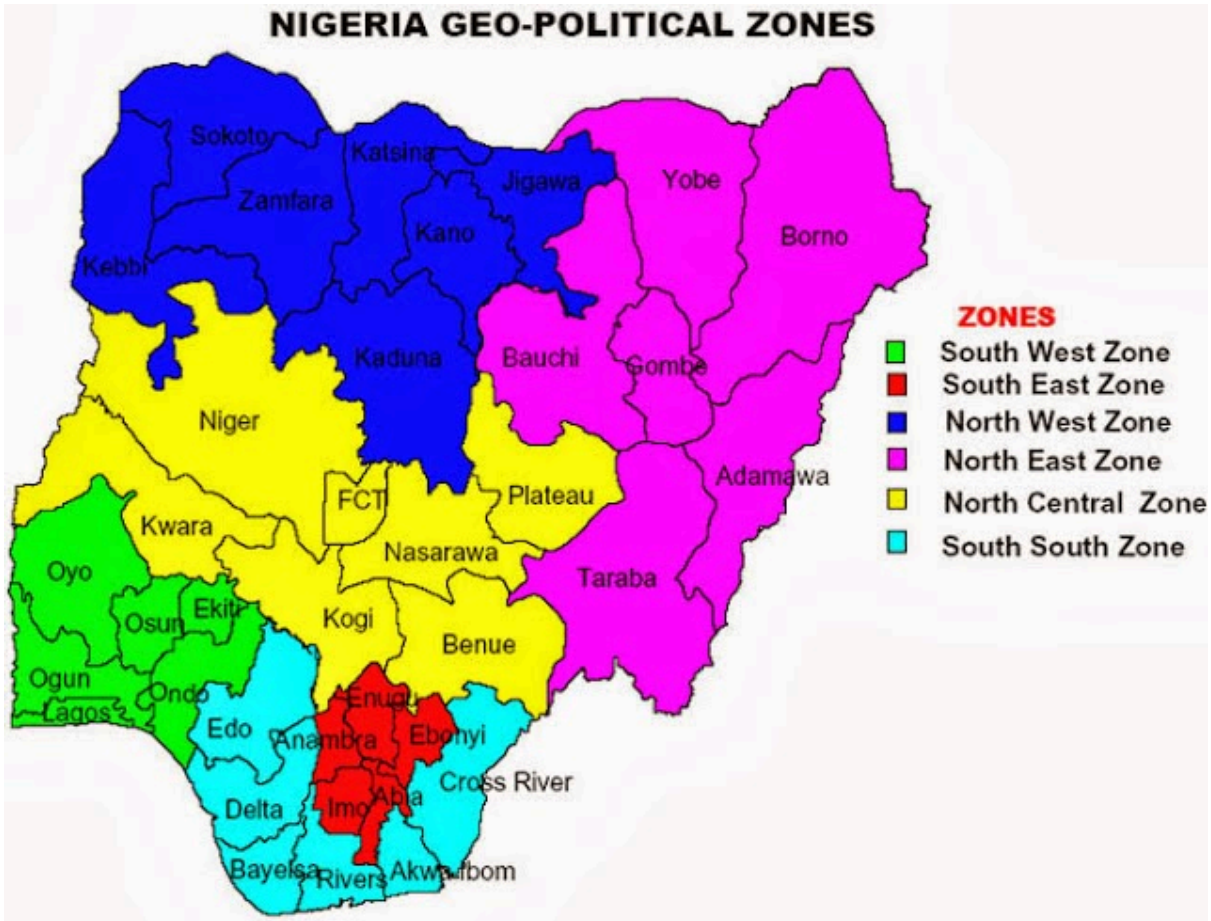 NIGERIA GEO-POLITICAL ZONES
Sokoto
Katsina
Jigawa
Yobe
Zamfara
Kano
Borno
Kebbi
Kaduna
Bauchi
Gombe
Niger
Adamawa
FCT
Plateau
Kwara
Nasarawa
Oyo
Taraba
Ekiti
Osun
Kogi
Benue
Ogun
Ondo
Lagos
Enugu
Edo
Anambra
Ebonyi
Cross River
Delta
Imo
Abia
Bayelsa
Rivers
Akwa Ibom
ZONES
South West Zone
South East Zone
North West Zone
North East Zone
North Central Zone
South South Zone